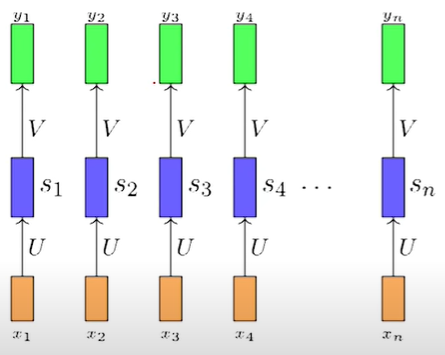 y₁ y₂ y₃ y₄ yₙ
V V V V V
s₁ s₂ s₃ s₄ ... sₙ
U U U U U
x₁ x₂ x₃ x₄ xₙ